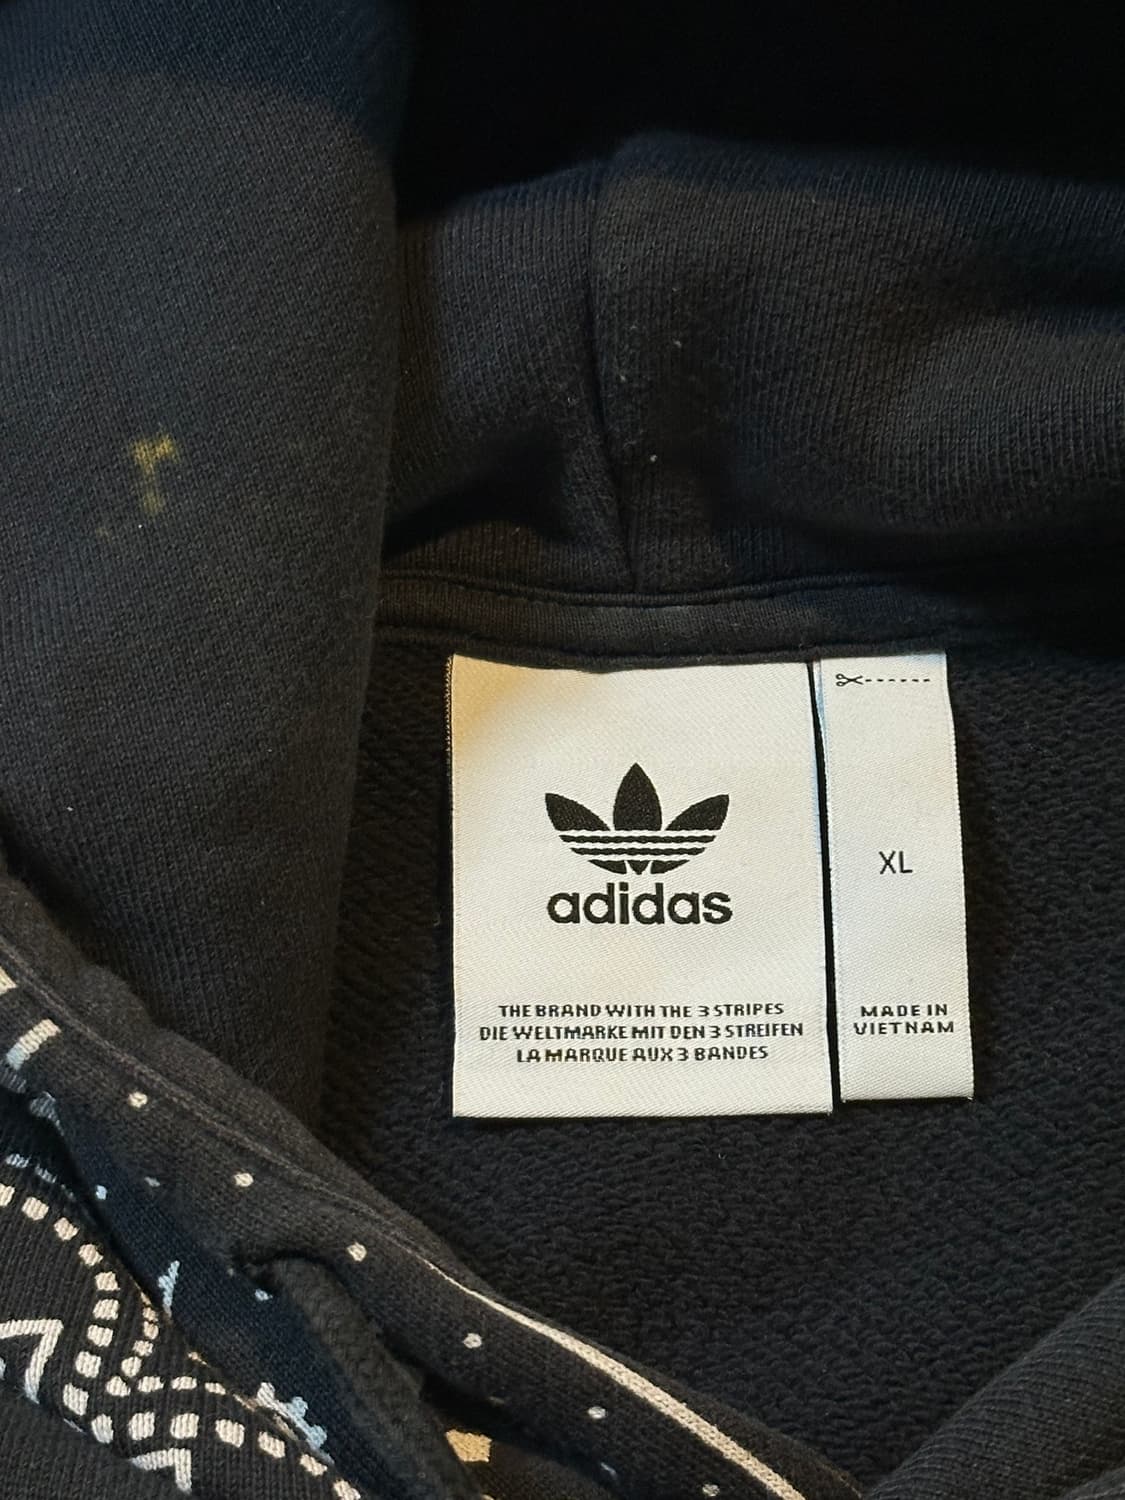 adidas
THE BRAND WITH THE 3 STRIPES
DIE WELTMARKE MIT DEN 3 STREIFEN
LA MARQUE AUX 3 BANDES
XL
MADE IN
VIETNAM